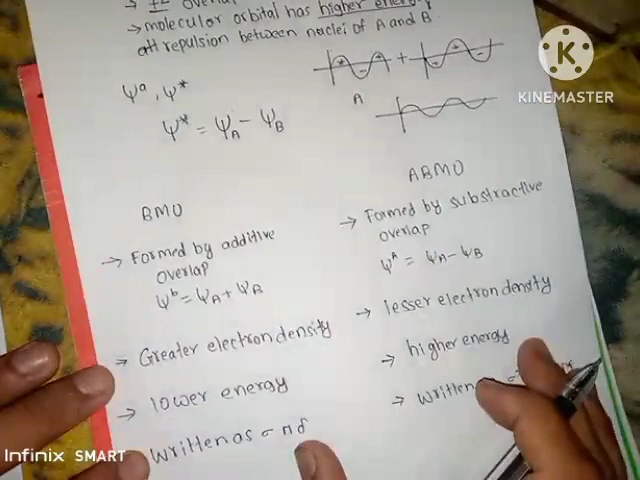 → +- overlap
→ molecular orbital has higher energy
att repulsion between nuclei of A and B
ψᵃ, ψ*
A
ψ* = ψA - ψB
BMO
→ Formed by additive
overlap
ψᵇ = ψA + ψB
→ Greater electron density
→ lower energy
written as σ π δ
ABMO
→ Formed by substractive
overlap
ψᴬ = ψA - ψB
→ lesser electron density
→ higher energy
→ written
KINEMASTER
Infinix SMART